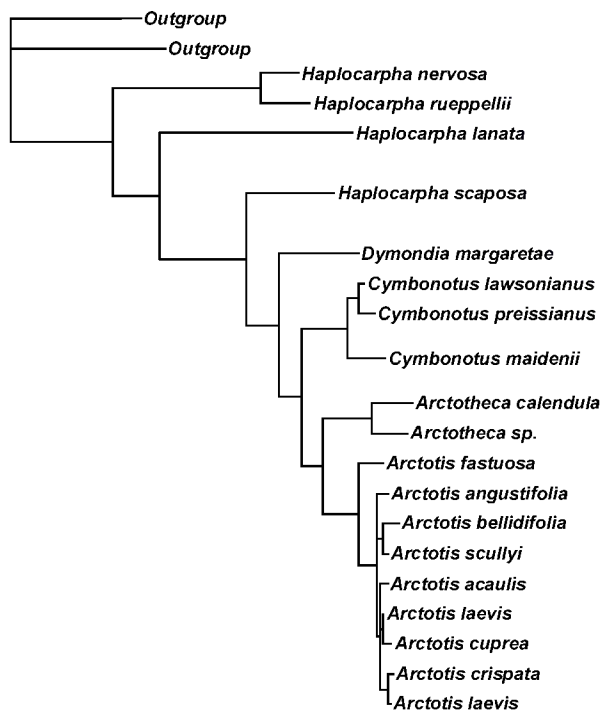 Outgroup
Outgroup
Haplocarpha nervosa
Haplocarpha rueppellii
Haplocarpha lanata
Haplocarpha scaposa
Dymondia margaretae
Cymbonotus lawsonianus
Cymbonotus preissianus
Cymbonotus maidenii
Arctotheca calendula
Arctotheca sp.
Arctotis fastuosa
Arctotis angustifolia
Arctotis bellidifolia
Arctotis scullyi
Arctotis acaulis
Arctotis laevis
Arctotis cuprea
Arctotis crispata
Arctotis laevis